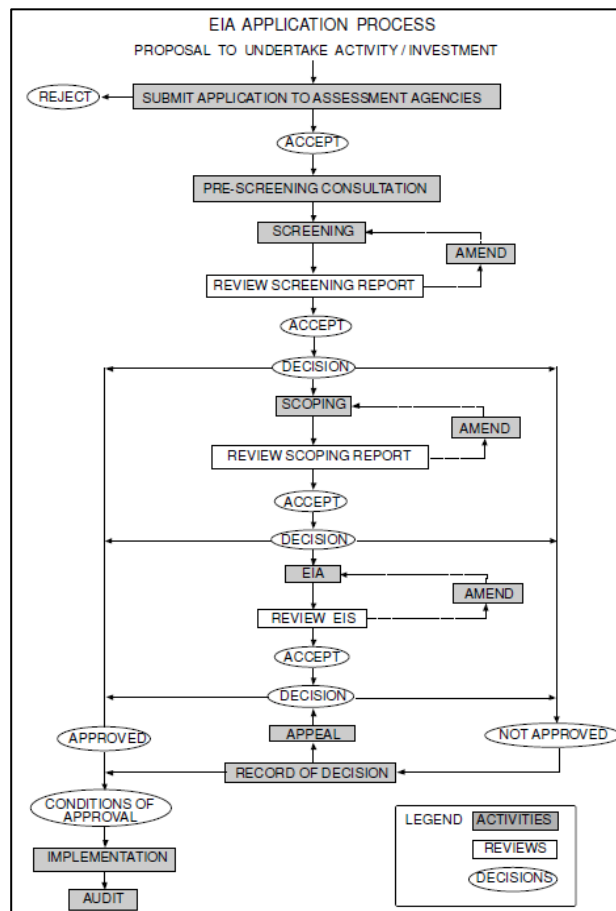 EIA APPLICATION PROCESS
PROPOSAL TO UNDERTAKE ACTIVITY / INVESTMENT
REJECT
SUBMIT APPLICATION TO ASSESSMENT AGENCIES
ACCEPT
PRE-SCREENING CONSULTATION
SCREENING
AMEND
REVIEW SCREENING REPORT
ACCEPT
DECISION
SCOPING
AMEND
REVIEW SCOPING REPORT
ACCEPT
DECISION
EIA
AMEND
REVIEW EIS
ACCEPT
DECISION
APPROVED
APPEAL
NOT APPROVED
RECORD OF DECISION
CONDITIONS OF
APPROVAL
IMPLEMENTATION
AUDIT
LEGEND
ACTIVITIES
REVIEWS
DECISIONS